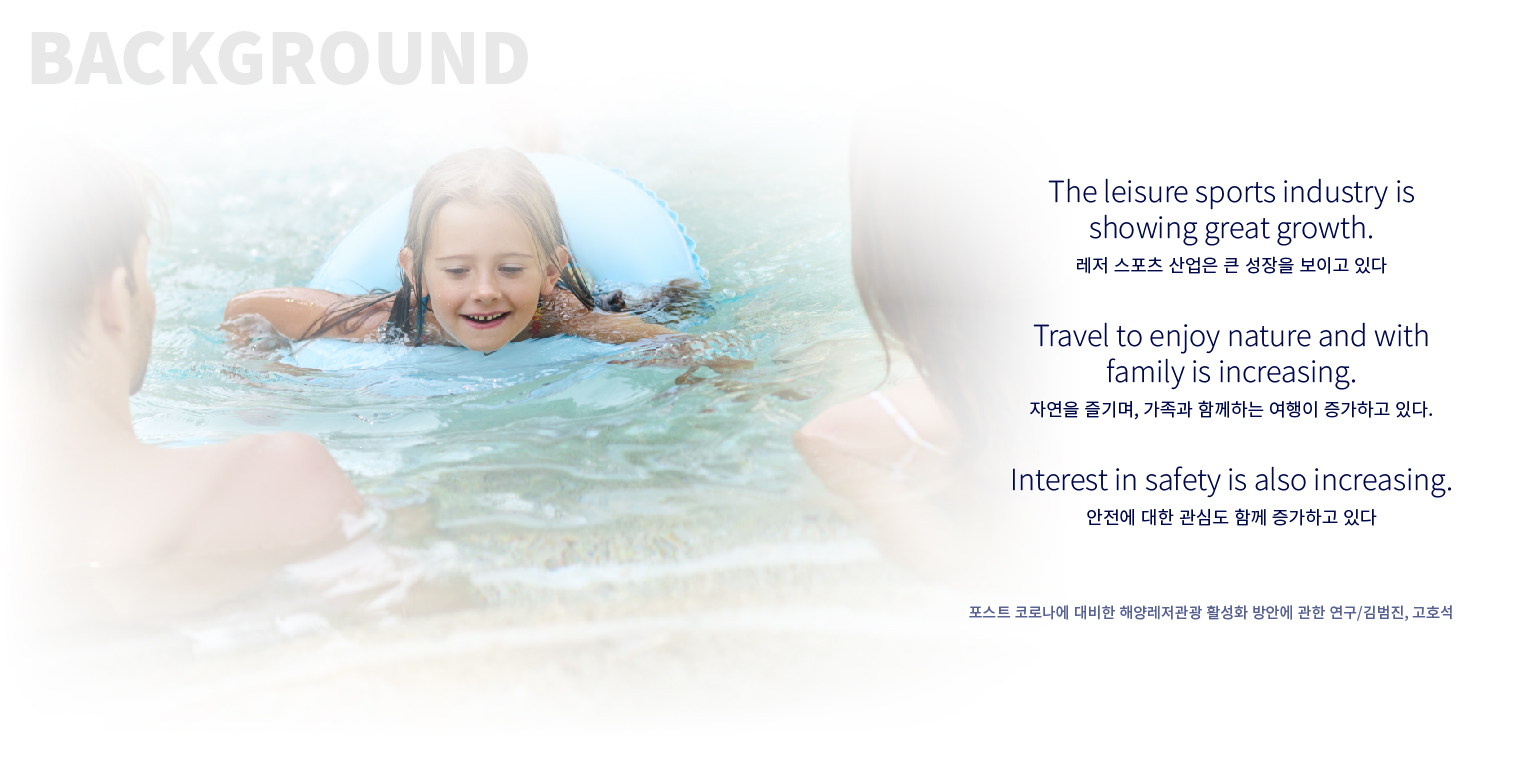 BACKGROUND
The leisure sports industry is
showing great growth.
레저 스포츠 산업은 큰 성장을 보이고 있다
Travel to enjoy nature and with
family is increasing.
자연을 즐기며, 가족과 함께하는 여행이 증가하고 있다.
Interest in safety is also increasing.
안전에 대한 관심도 함께 증가하고 있다
포스트 코로나에 대비한 해양레저관광 활성화 방안에 관한 연구/김범진, 고호석